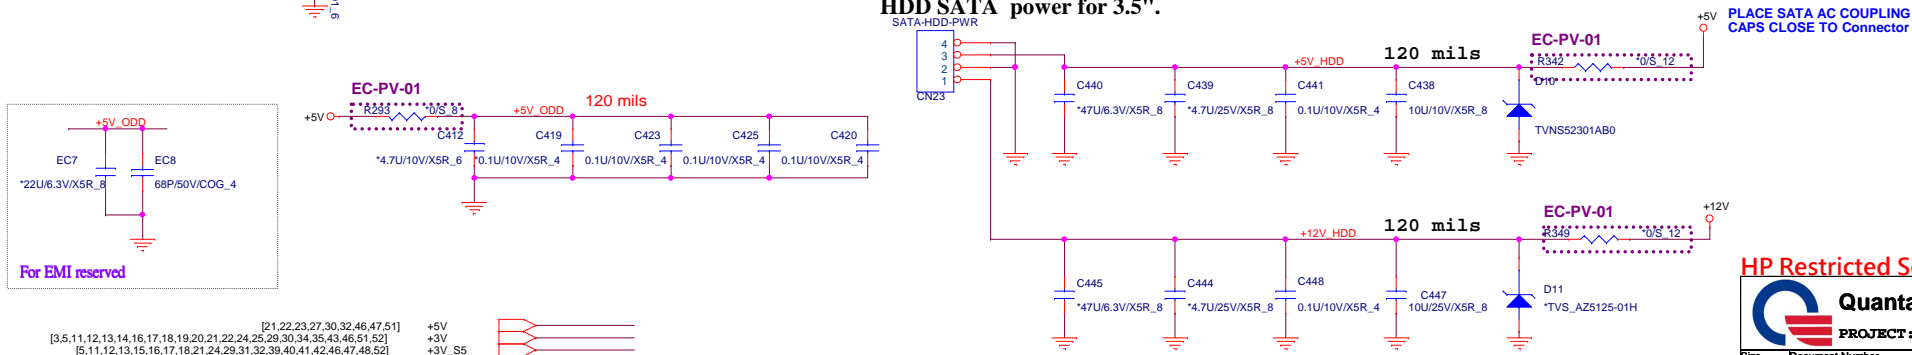 HDD SATA power for 3.5".
SATA-HDD-PWR
4
3
2
1
CN23
+5V
PLACE SATA AC COUPLING
CAPS CLOSE TO Connector
EC-PV-01
R342
*0/S_12
+5V_HDD
120 mils
C440
*47U/6.3V/X5R_8
C439
*4.7U/25V/X5R_8
C441
0.1U/10V/X5R_4
C438
10U/10V/X5R_8
D10
TVNS52301AB0
EC-PV-01
+5V
R293
*0/S_8
+5V_ODD
120 mils
C412
*4.7U/10V/X5R_6
C419
*0.1U/10V/X5R_4
C423
0.1U/10V/X5R_4
C425
0.1U/10V/X5R_4
C420
0.1U/10V/X5R_4
+5V_ODD
EC7
*22U/6.3V/X5R_8
EC8
68P/50V/COG_4
For EMI reserved
EC-PV-01
+12V
R349
*0/S_12
+12V_HDD
120 mils
C445
*47U/6.3V/X5R_8
C444
*4.7U/25V/X5R_8
C448
0.1U/10V/X5R_4
C447
10U/25V/X5R_8
D11
*TVS_AZ5125-01H
[21,22,23,27,30,32,46,47,51] +5V
[3,5,11,12,13,14,16,17,18,19,20,21,22,24,25,29,30,34,35,43,46,51,52] +3V
[5,11,12,13,15,16,17,18,21,24,29,31,32,39,40,41,42,46,47,48,52] +3V_S5
HP Restricted S
Quanta
PROJECT :